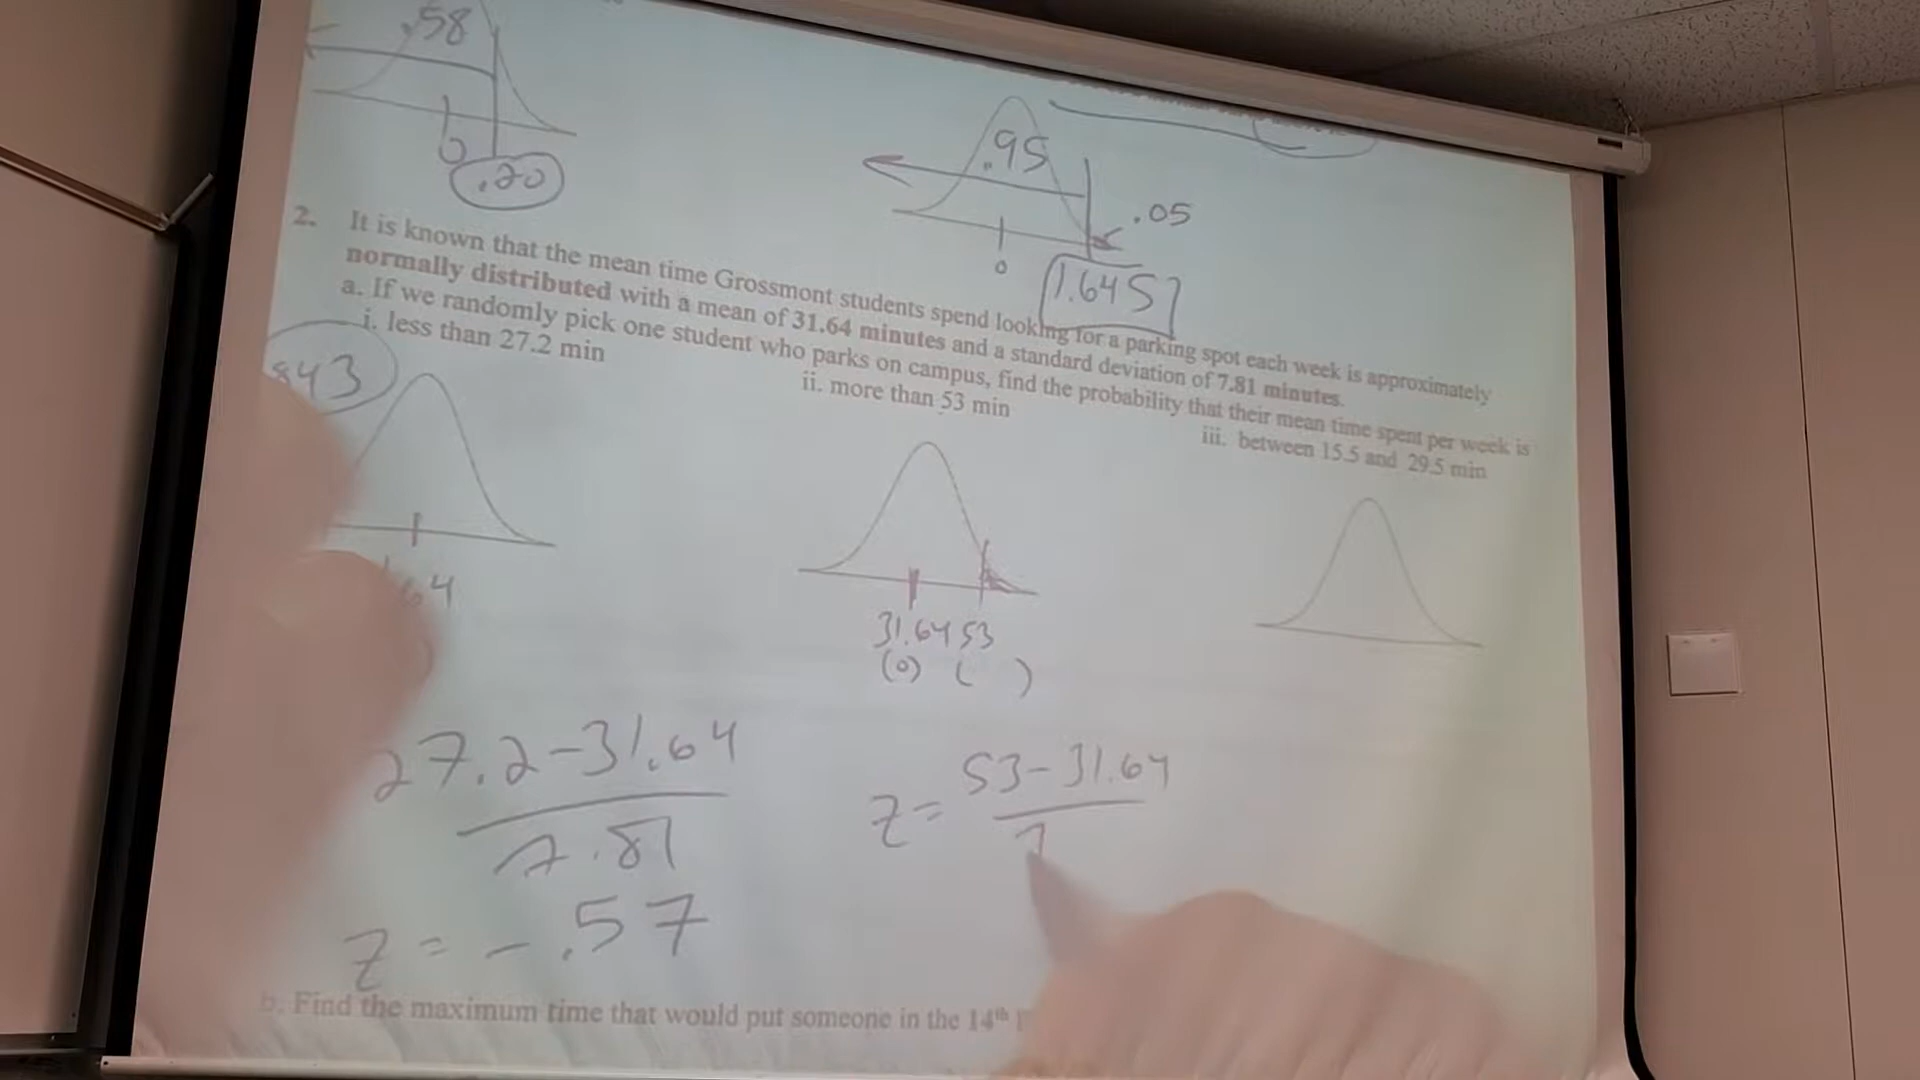 .58
0
.20
.95
.05
0
1.645
2. It is known that the mean time Grossmont students spend looking for a parking spot each week is approximately
normally distributed with a mean of 31.64 minutes and a standard deviation of 7.81 minutes.
a. If we randomly pick one student who parks on campus, find the probability that their mean time spent per week is
i. less than 27.2 min
ii. more than 53 min
iii. between 15.5 and 29.5 min
843
4
31.64 53
(0) ( )
27.2-31.64
7.81
z = -.57
z = 53-31.64
7
b. Find the maximum time that would put someone in the 14th